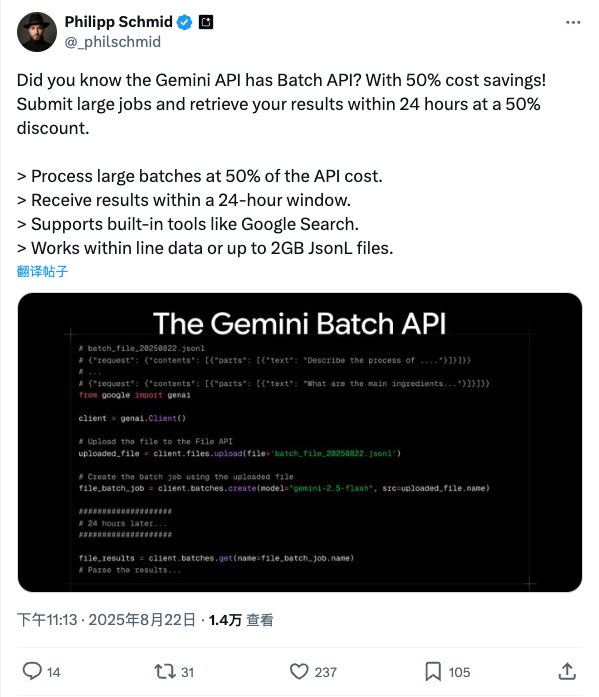 Philipp Schmid
@_philschmid
Did you know the Gemini API has Batch API? With 50% cost savings!
Submit large jobs and retrieve your results within 24 hours at a 50%
discount.
> Process large batches at 50% of the API cost.
> Receive results within a 24-hour window.
> Supports built-in tools like Google Search.
> Works within line data or up to 2GB JsonL files.
翻译帖子
The Gemini Batch API
# batch_file_20250822.jsonl
# {"request": {"contents": [{"parts": [{"text": "Describe the process of ...."}]}]}}
# ...
# {"request": {"contents": [{"parts": [{"text": "What are the main ingredients..."}]}]}}
from google import genai
client = genai.Client()
# Upload the file to the File API
uploaded_file = client.files.upload(file='batch_file_20250822.jsonl')
# Create the batch job using the uploaded file
file_batch_job = client.batches.create(model="gemini-2.5-flash", src=uploaded_file.name)
####################
# 24 hours later...
####################
file_results = client.batches.get(name=file_batch_job.name)
# Parse the results...
下午11:13 · 2025年8月22日 · 1.4万 查看
14 31 237 105